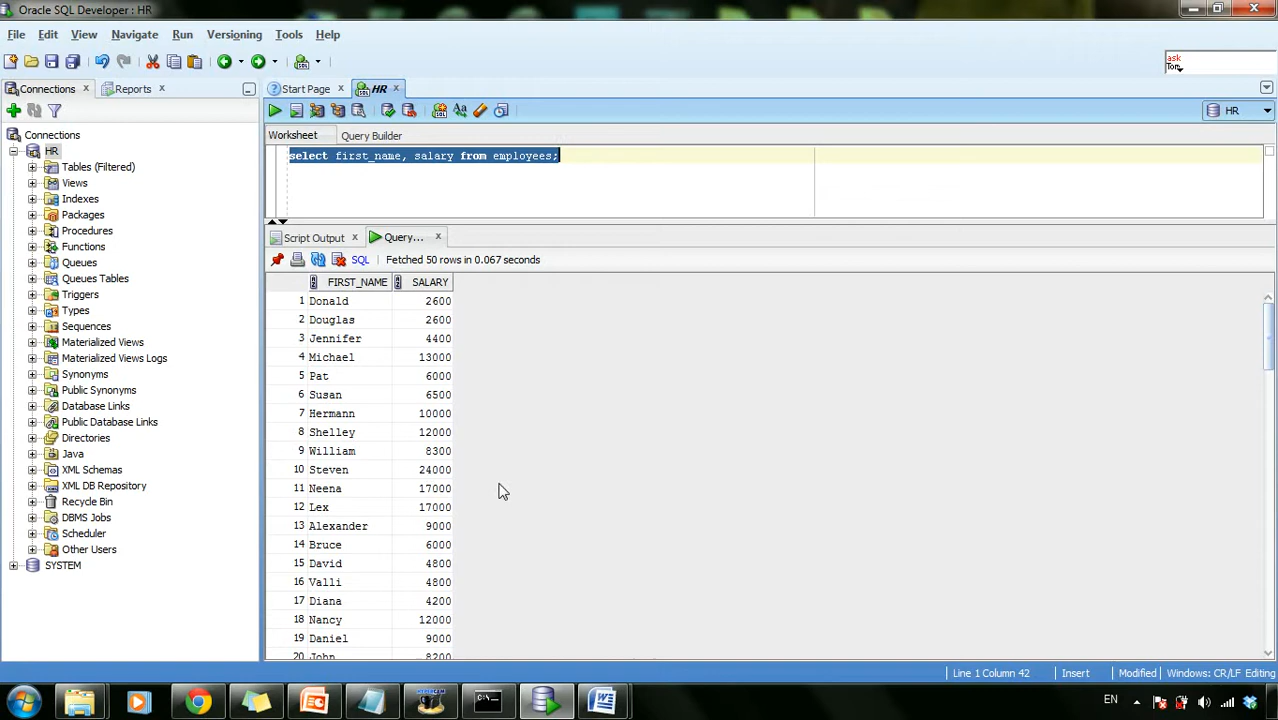 Oracle SQL Developer : HR
File Edit View Navigate Run Versioning Tools Help
ask
Tom
Connections Reports Start Page HR
HR
Worksheet Query Builder
Connections
HR
Tables (Filtered)
Views
Indexes
Packages
Procedures
Functions
Queues
Queues Tables
Triggers
Types
Sequences
Materialized Views
Materialized Views Logs
Synonyms
Public Synonyms
Database Links
Public Database Links
Directories
Java
XML Schemas
XML DB Repository
Recycle Bin
DBMS Jobs
Scheduler
Other Users
SYSTEM
select first_name, salary from employees;
Script Output Query...
SQL Fetched 50 rows in 0.067 seconds
FIRST_NAME SALARY
1 Donald 2600
2 Douglas 2600
3 Jennifer 4400
4 Michael 13000
5 Pat 6000
6 Susan 6500
7 Hermann 10000
8 Shelley 12000
9 William 8300
10 Steven 24000
11 Neena 17000
12 Lex 17000
13 Alexander 9000
14 Bruce 6000
15 David 4800
16 Valli 4800
17 Diana 4200
18 Nancy 12000
19 Daniel 9000
20 John 8200
Line 1 Column 42 Insert Modified Windows: CR/LF Editing
EN